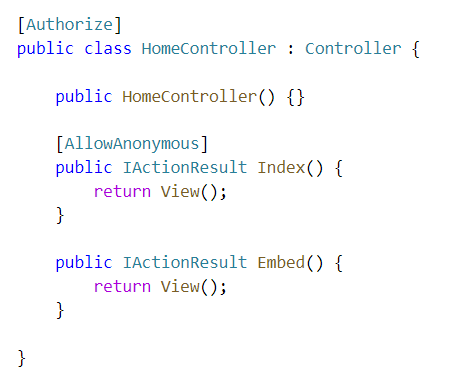 [Authorize]
public class HomeController : Controller {
public HomeController() {}
[AllowAnonymous]
public IActionResult Index() {
return View();
}
public IActionResult Embed() {
return View();
}
}